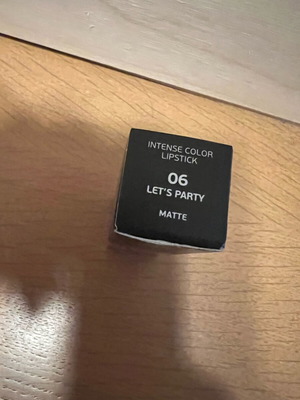 INTENSE COLOR
LIPSTICK
06
LET'S PARTY
MATTE